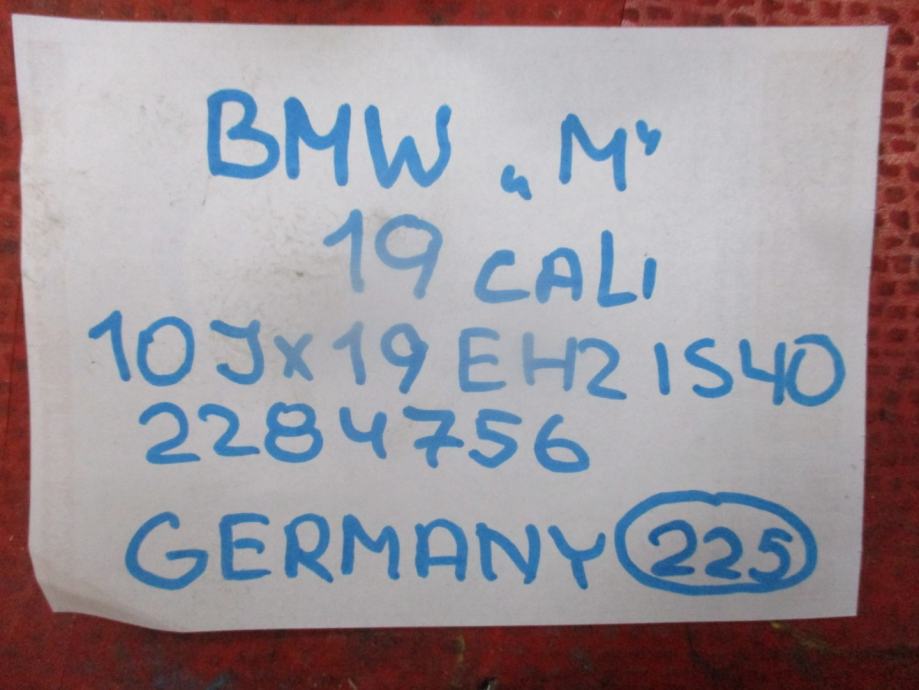 BMW „M"
19 CALI
10Jx19 EH2 IS40
2284756
GERMANY 225